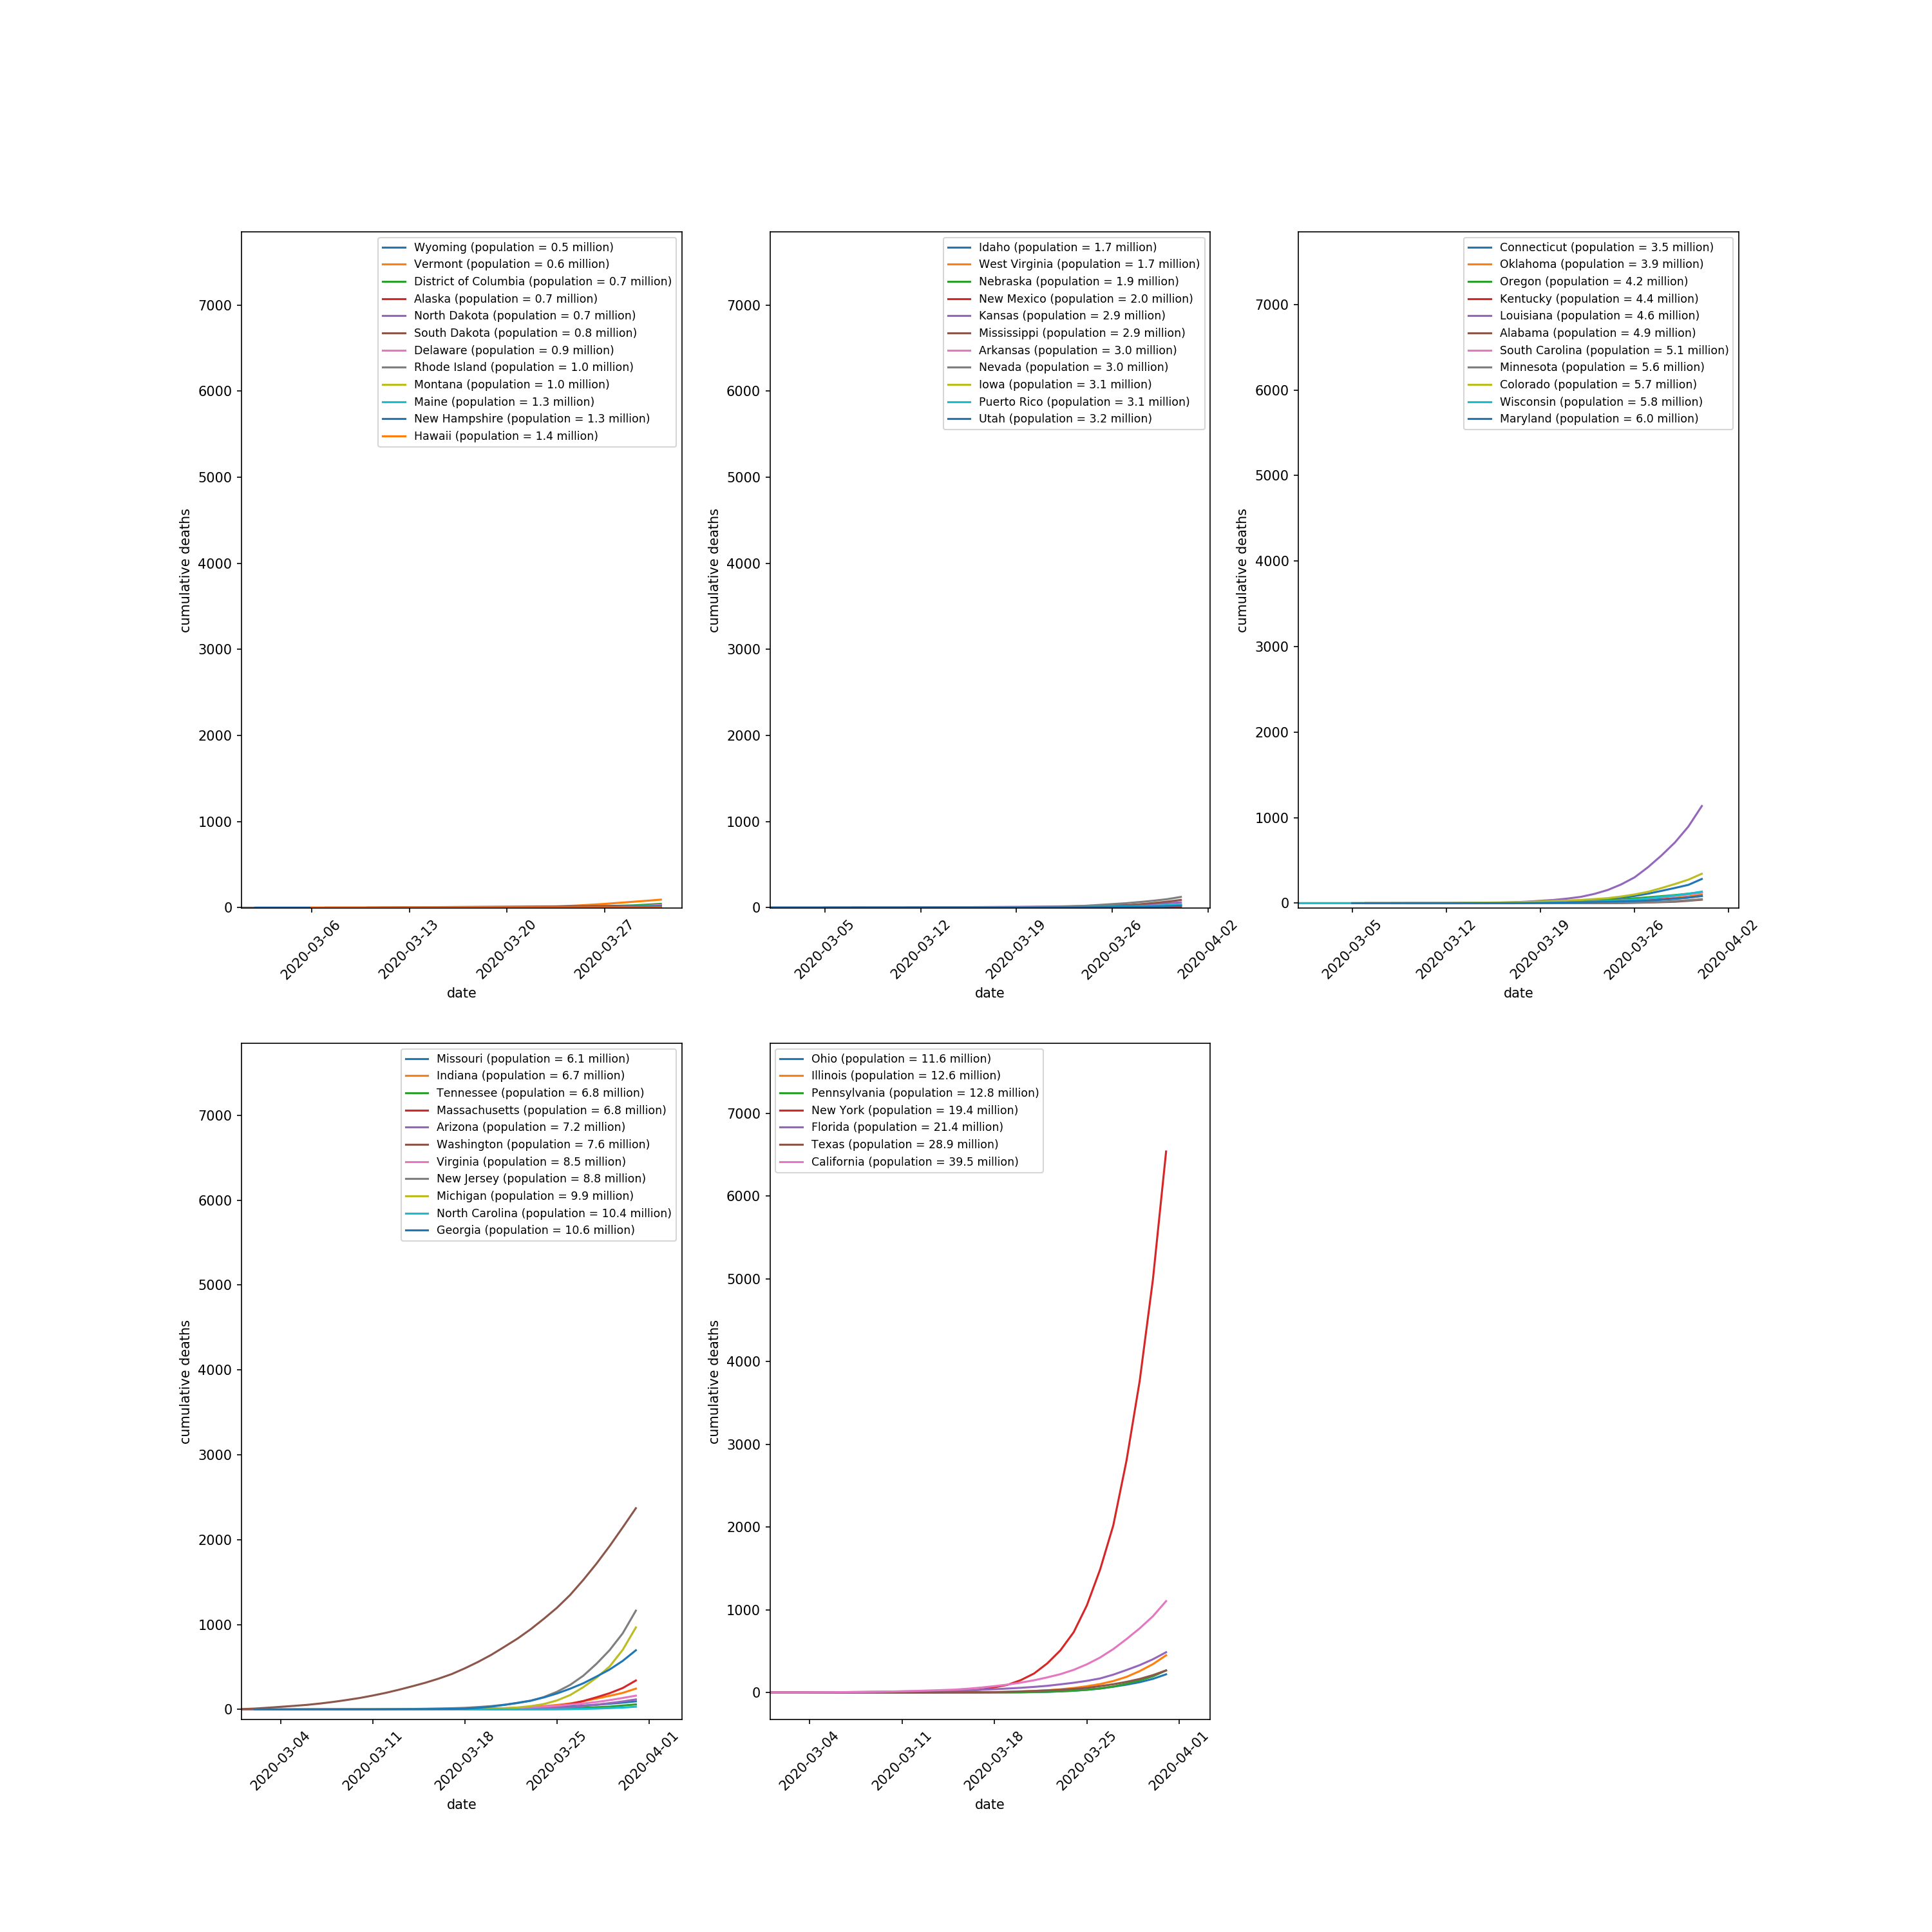 Wyoming (population = 0.5 million)
Vermont (population = 0.6 million)
District of Columbia (population = 0.7 million)
Alaska (population = 0.7 million)
North Dakota (population = 0.7 million)
South Dakota (population = 0.8 million)
Delaware (population = 0.9 million)
Rhode Island (population = 1.0 million)
Montana (population = 1.0 million)
Maine (population = 1.3 million)
New Hampshire (population = 1.3 million)
Hawaii (population = 1.4 million)
7000
6000
5000
4000
3000
2000
1000
0
cumulative deaths
2020-03-06
2020-03-13
2020-03-20
2020-03-27
date
Idaho (population = 1.7 million)
West Virginia (population = 1.7 million)
Nebraska (population = 1.9 million)
New Mexico (population = 2.0 million)
Kansas (population = 2.9 million)
Mississippi (population = 2.9 million)
Arkansas (population = 3.0 million)
Nevada (population = 3.0 million)
Iowa (population = 3.1 million)
Puerto Rico (population = 3.1 million)
Utah (population = 3.2 million)
7000
6000
5000
4000
3000
2000
1000
0
cumulative deaths
2020-03-05
2020-03-12
2020-03-19
2020-03-26
2020-04-02
date
Connecticut (population = 3.5 million)
Oklahoma (population = 3.9 million)
Oregon (population = 4.2 million)
Kentucky (population = 4.4 million)
Louisiana (population = 4.6 million)
Alabama (population = 4.9 million)
South Carolina (population = 5.1 million)
Minnesota (population = 5.6 million)
Colorado (population = 5.7 million)
Wisconsin (population = 5.8 million)
Maryland (population = 6.0 million)
7000
6000
5000
4000
3000
2000
1000
0
cumulative deaths
2020-03-05
2020-03-12
2020-03-19
2020-03-26
2020-04-02
date
Missouri (population = 6.1 million)
Indiana (population = 6.7 million)
Tennessee (population = 6.8 million)
Massachusetts (population = 6.8 million)
Arizona (population = 7.2 million)
Washington (population = 7.6 million)
Virginia (population = 8.5 million)
New Jersey (population = 8.8 million)
Michigan (population = 9.9 million)
North Carolina (population = 10.4 million)
Georgia (population = 10.6 million)
7000
6000
5000
4000
3000
2000
1000
0
cumulative deaths
2020-03-04
2020-03-11
2020-03-18
2020-03-25
2020-04-01
date
Ohio (population = 11.6 million)
Illinois (population = 12.6 million)
Pennsylvania (population = 12.8 million)
New York (population = 19.4 million)
Florida (population = 21.4 million)
Texas (population = 28.9 million)
California (population = 39.5 million)
7000
6000
5000
4000
3000
2000
1000
0
cumulative deaths
2020-03-04
2020-03-11
2020-03-18
2020-03-25
2020-04-01
date